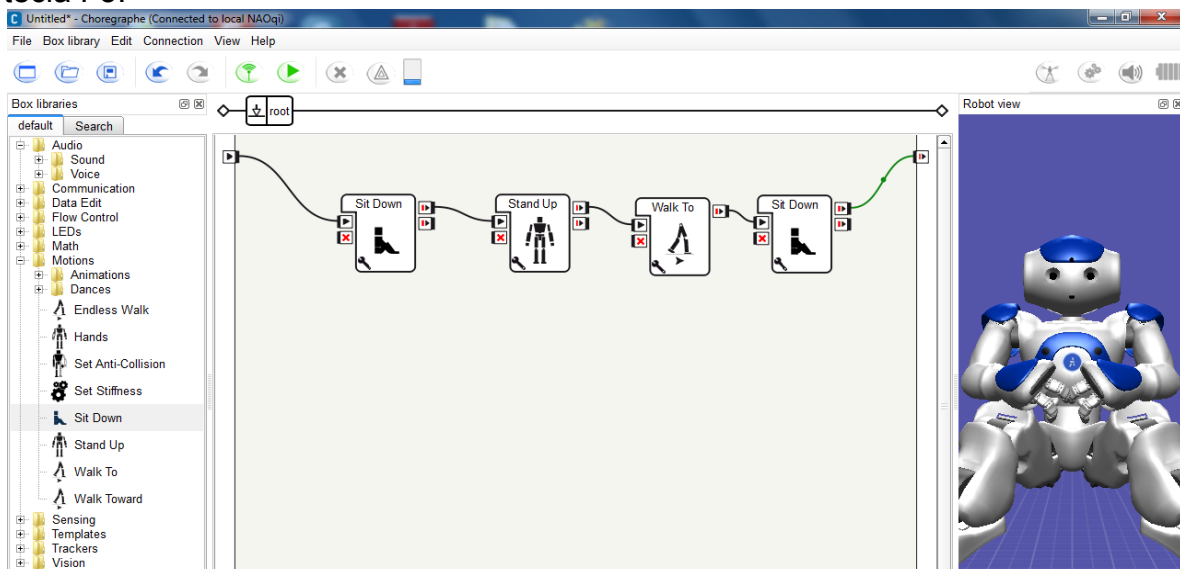 Untitled* - Choregraphe (Connected to local NAOqi)
File Box library Edit Connection View Help
Box libraries
root
Robot view
default Search
Audio
Sound
Voice
Communication
Data Edit
Flow Control
LEDs
Math
Motions
Animations
Dances
Endless Walk
Hands
Set Anti-Collision
Set Stiffness
Sit Down
Stand Up
Walk To
Walk Toward
Sensing
Templates
Trackers
Vision
Sit Down
Stand Up
Walk To
Sit Down